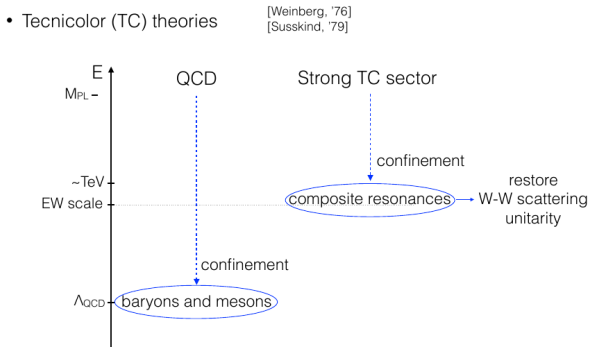 • Tecnicolor (TC) theories
[Weinberg, '76]
[Susskind, '79]
E
QCD
Strong TC sector
MPL
confinement
~TeV
EW scale
composite resonances
restore
W-W scattering
unitarity
confinement
ΛQCD
baryons and mesons